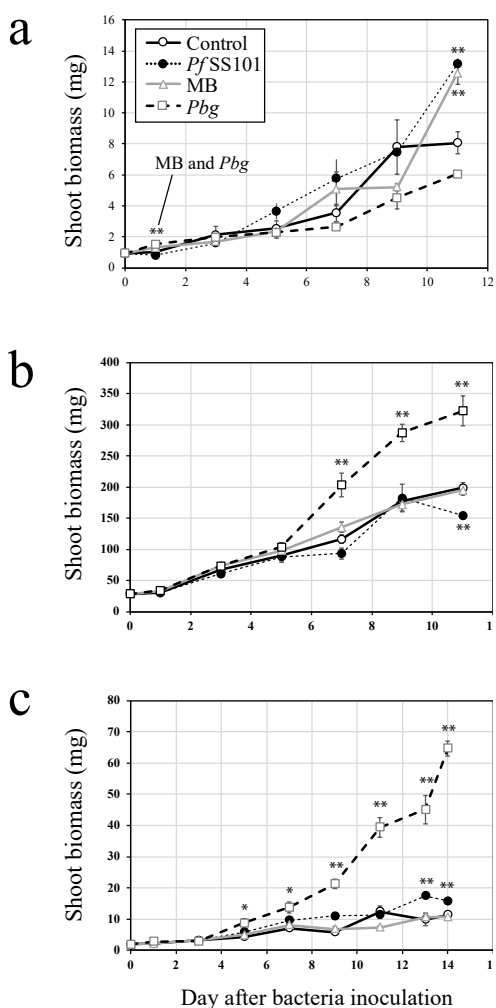 a
Shoot biomass (mg)
16
14
12
10
8
6
4
2
0
Control
Pf SS101
MB
Pbg
MB and Pbg
**
**
**
0 2 4 6 8 10 12
b
Shoot biomass (mg)
400
350
300
250
200
150
100
50
0
**
**
**
**
0 2 4 6 8 10
c
Shoot biomass (mg)
80
70
60
50
40
30
20
10
0
*
*
**
**
**
**
**
**
0 2 4 6 8 10 12 14
Day after bacteria inoculation